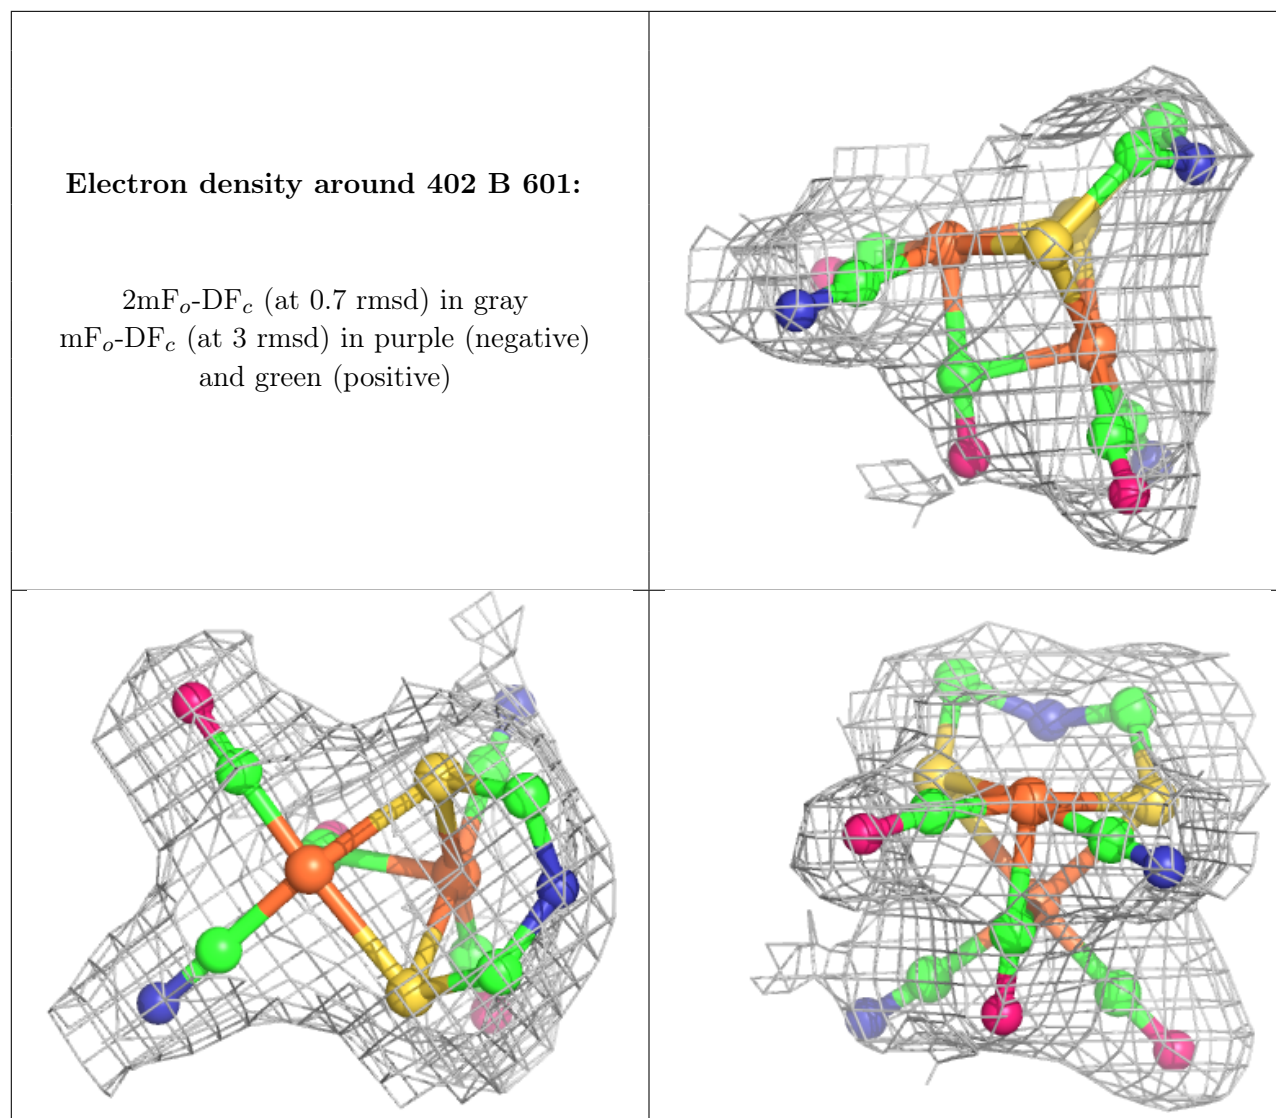 Electron density around 402 B 601:
2mFo-DFc (at 0.7 rmsd) in gray
mFo-DFc (at 3 rmsd) in purple (negative)
and green (positive)